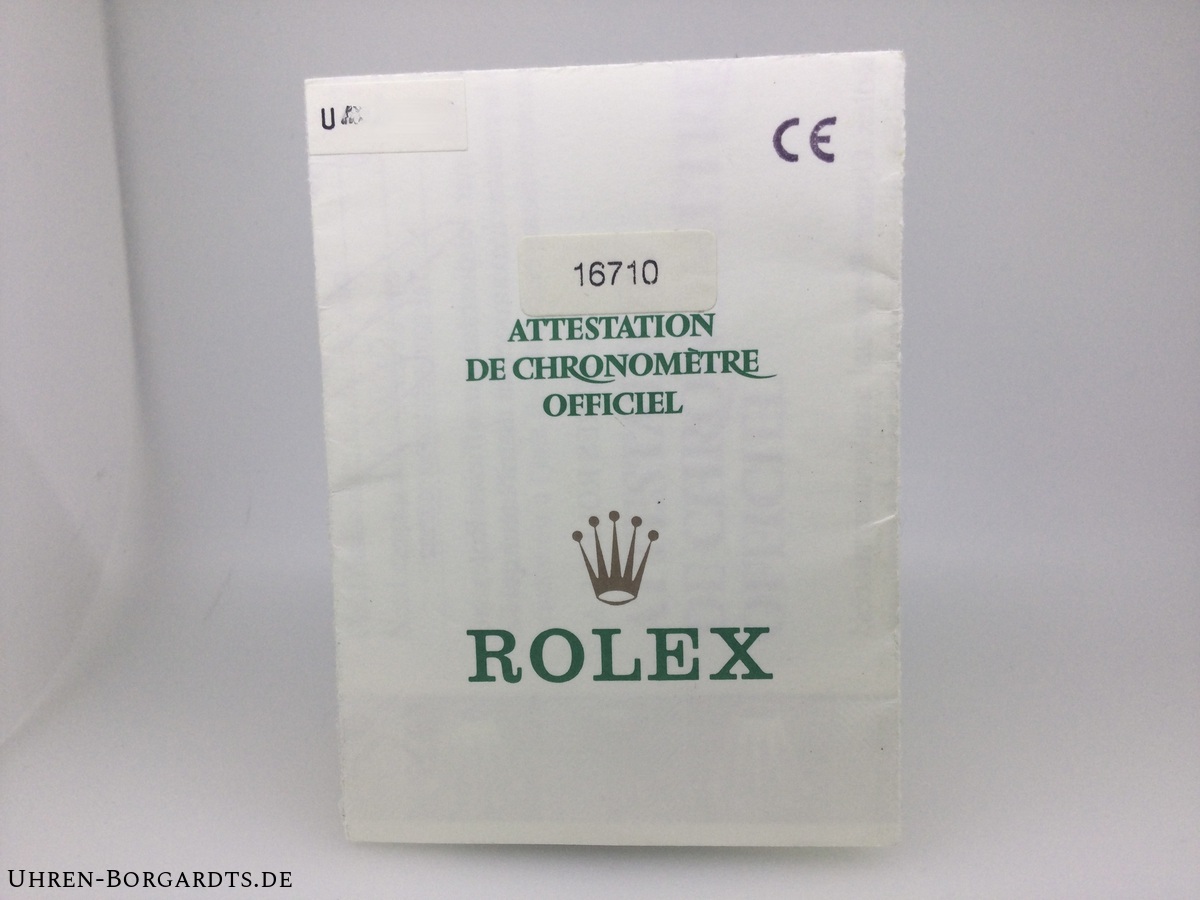 U
CE
16710
ATTESTATION
DE CHRONOMÈTRE
OFFICIEL
ROLEX
UHREN-BORGARDTS.DE